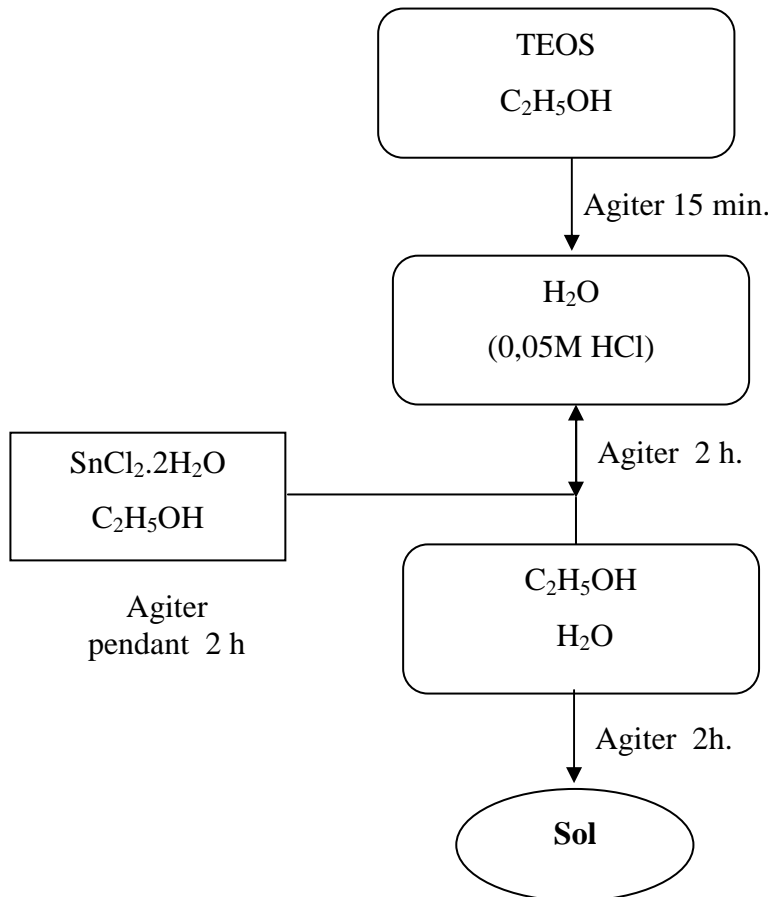 TEOS
C₂H₅OH
Agiter 15 min.
H₂O
(0,05M HCl)
Agiter 2 h.
SnCl₂.2H₂O
C₂H₅OH
Agiter
pendant 2 h
C₂H₅OH
H₂O
Agiter 2h.
Sol